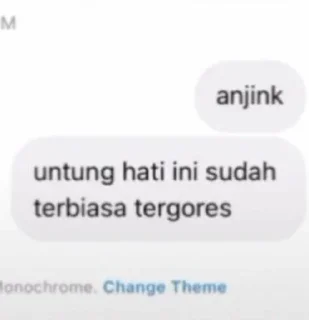 M
anjink
untung hati ini sudah
terbiasa tergores
Monochrome. Change Theme